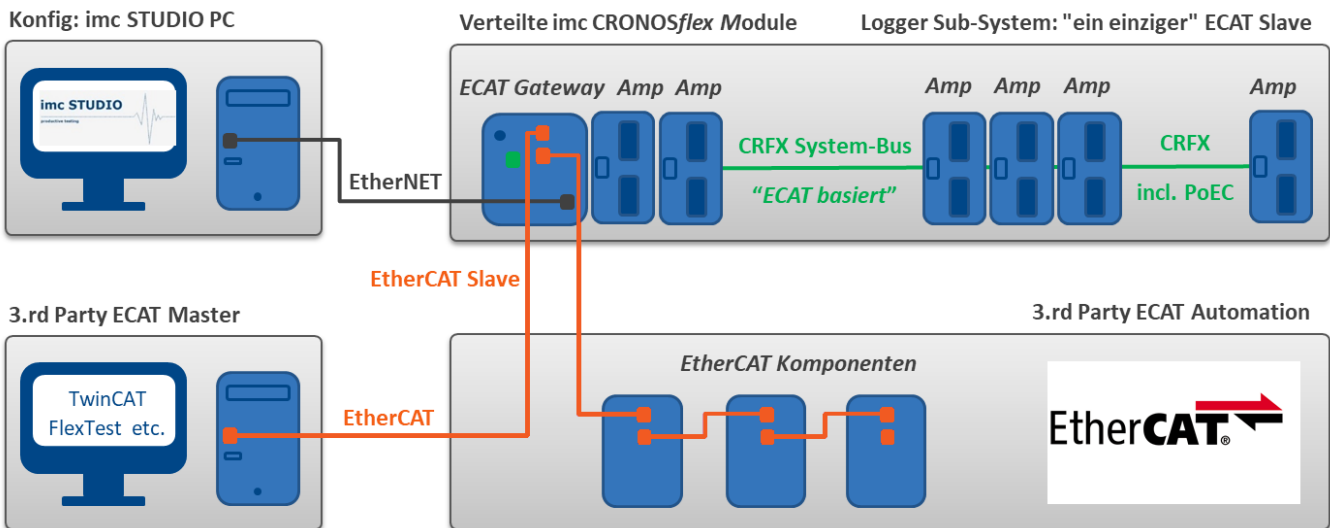 Konfig: imc STUDIO PC
Verteilte imc CRONOSflex Module
Logger Sub-System: "ein einziger" ECAT Slave
imc STUDIO
productive testing
ECAT Gateway
Amp
Amp
Amp
Amp
Amp
Amp
CRFX System-Bus
“ECAT basiert”
CRFX
incl. PoEC
EtherNET
EtherCAT Slave
3.rd Party ECAT Master
3.rd Party ECAT Automation
TwinCAT
FlexTest etc.
EtherCAT
EtherCAT Komponenten
EtherCAT®